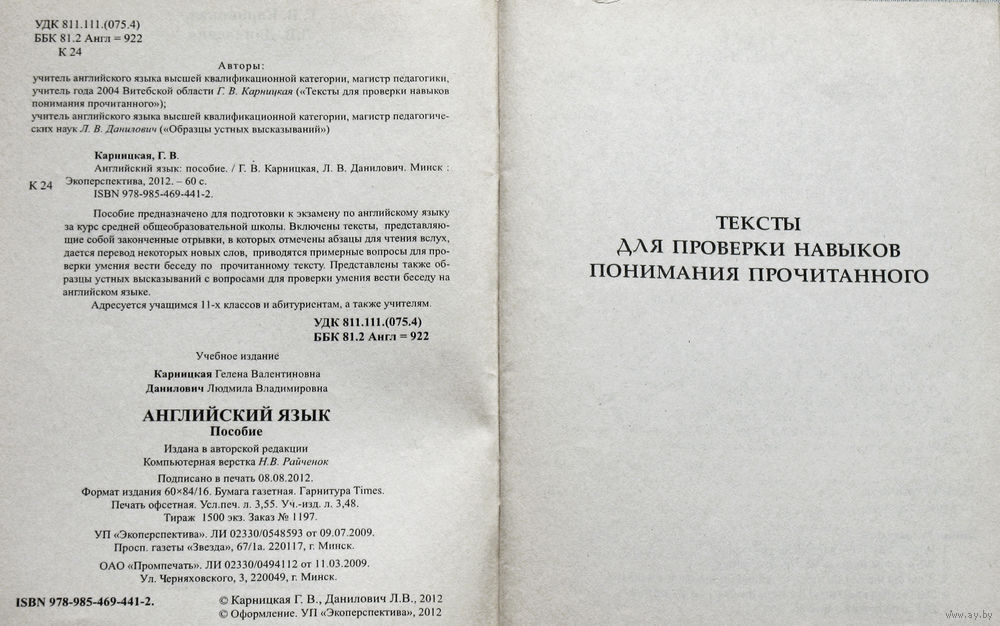 УДК 811.111.(075.4)
ББК 81.2 Англ = 922
К 24
Авторы:
учитель английского языка высшей квалификационной категории, магистр педагогики,
учитель года 2004 Витебской области Г. В. Карницкая («Тексты для проверки навыков
понимания прочитанного»);
учитель английского языка высшей квалификационной категории, магистр педагогиче-
ских наук Л. В. Данилович («Образцы устных высказываний»)
Карницкая, Г. В.
Английский язык: пособие. / Г. В. Карницкая, Л. В. Данилович. Минск :
К 24
Экоперспектива, 2012. – 60 с.
ISBN 978-985-469-441-2.
Пособие предназначено для подготовки к экзамену по английскому языку
за курс средней общеобразовательной школы. Включены тексты, представляю-
щие собой законченные отрывки, в которых отмечены абзацы для чтения вслух,
дается перевод некоторых новых слов, приводятся примерные вопросы для про-
верки умения вести беседу по прочитанному тексту. Представлены также об-
разцы устных высказываний с вопросами для проверки умения вести беседу на
английском языке.
Адресуется учащимся 11-х классов и абитуриентам, а также учителям.
УДК 811.111.(075.4)
ББК 81.2 Англ = 922
Учебное издание
Карницкая Гелена Валентиновна
Данилович Людмила Владимировна
АНГЛИЙСКИЙ ЯЗЫК
Пособие
Издана в авторской редакции
Компьютерная верстка Н.В. Райченок
Подписано в печать 08.08.2012.
Формат издания 60×84/16. Бумага газетная. Гарнитура Times.
Печать офсетная. Усл.печ. л. 3,55. Уч.-изд. л. 3,48.
Тираж 1500 экз. Заказ № 1197.
УП «Экоперспектива». ЛИ 02330/0548593 от 09.07.2009.
Просп. газеты «Звезда», 67/1а. 220117, г. Минск.
ОАО «Промпечать». ЛИ 02330/0494112 от 11.03.2009.
Ул. Черняховского, 3, 220049, г. Минск.
ISBN 978-985-469-441-2.
© Карницкая Г. В., Данилович Л.В., 2012
© Оформление. УП «Экоперспектива», 2012
ТЕКСТЫ
ДЛЯ ПРОВЕРКИ НАВЫКОВ
ПОНИМАНИЯ ПРОЧИТАННОГО
www.ay.by